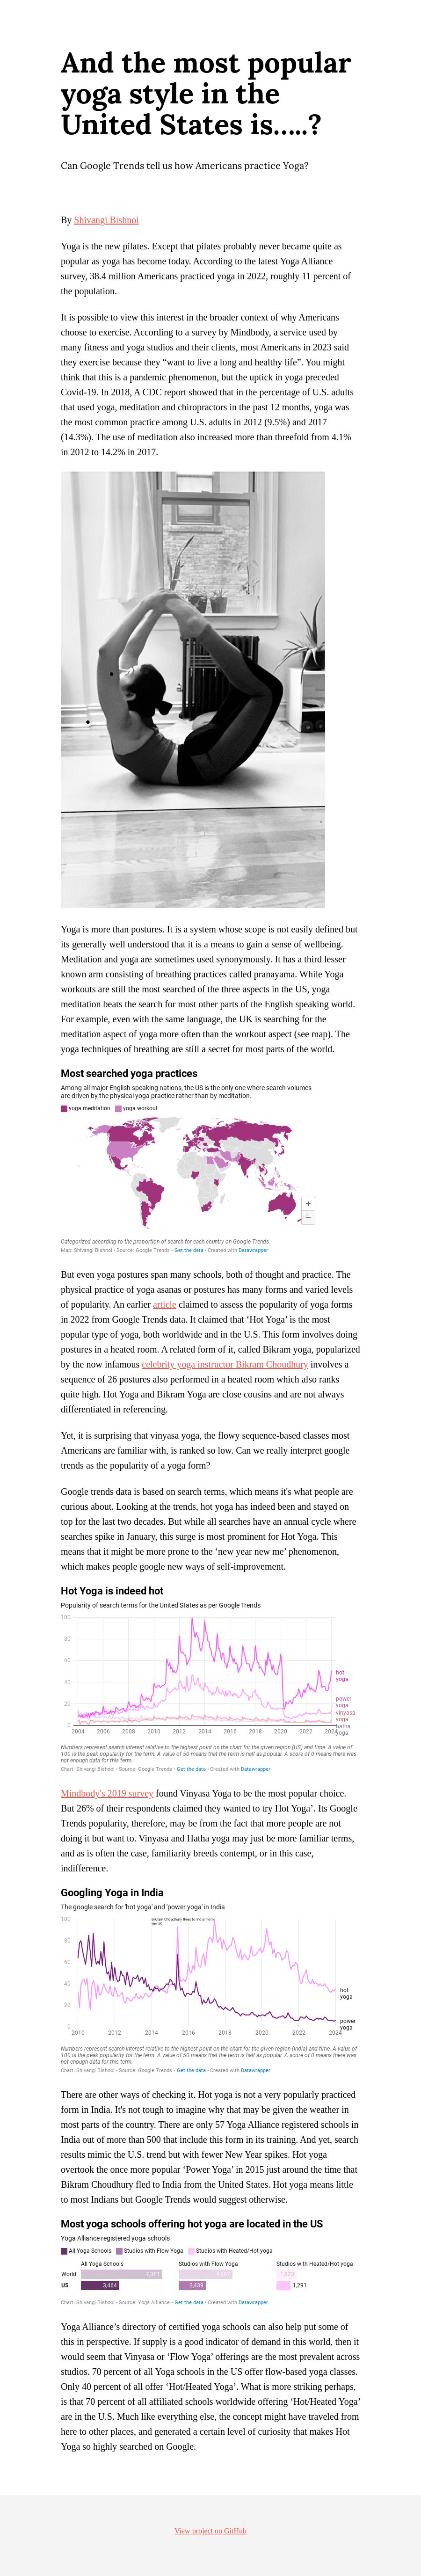 And the most popular
yoga style in the
United States is…..?
Can Google Trends tell us how Americans practice Yoga?
By Shivangi Bishnoi
Yoga is the new pilates. Except that pilates probably never became quite as
popular as yoga has become today. According to the latest Yoga Alliance
survey, 38.4 million Americans practiced yoga in 2022, roughly 11 percent of
the population.
It is possible to view this interest in the broader context of why Americans
choose to exercise. According to a survey by Mindbody, a service used by
many fitness and yoga studios and their clients, most Americans in 2023 said
they exercise because they “want to live a long and healthy life”. You might
think that this is a pandemic phenomenon, but the uptick in yoga preceded
Covid-19. In 2018, A CDC report showed that in the percentage of U.S. adults
that used yoga, meditation and chiropractors in the past 12 months, yoga was
the most common practice among U.S. adults in 2012 (9.5%) and 2017
(14.3%). The use of meditation also increased more than threefold from 4.1%
in 2012 to 14.2% in 2017.
Yoga is more than postures. It is a system whose scope is not easily defined but
its generally well understood that it is a means to gain a sense of wellbeing.
Meditation and yoga are sometimes used synonymously. It has a third lesser
known arm consisting of breathing practices called pranayama. While Yoga
workouts are still the most searched of the three aspects in the US, yoga
meditation beats the search for most other parts of the English speaking world.
For example, even with the same language, the UK is searching for the
meditation aspect of yoga more often than the workout aspect (see map). The
yoga techniques of breathing are still a secret for most parts of the world.
Most searched yoga practices
Among all major English speaking nations, the US is the only one where search volumes
are driven by the physical yoga practice rather than by meditation.
yoga meditation yoga workout
+
−
Categorized according to the proportion of search for each country on Google Trends.
Map: Shivangi Bishnoi • Source: Google Trends • Get the data • Created with Datawrapper
But even yoga postures span many schools, both of thought and practice. The
physical practice of yoga asanas or postures has many forms and varied levels
of popularity. An earlier article claimed to assess the popularity of yoga forms
in 2022 from Google Trends data. It claimed that ‘Hot Yoga’ is the most
popular type of yoga, both worldwide and in the U.S. This form involves doing
postures in a heated room. A related form of it, called Bikram yoga, popularized
by the now infamous celebrity yoga instructor Bikram Choudhury involves a
sequence of 26 postures also performed in a heated room which also ranks
quite high. Hot Yoga and Bikram Yoga are close cousins and are not always
differentiated in referencing.
Yet, it is surprising that vinyasa yoga, the flowy sequence-based classes most
Americans are familiar with, is ranked so low. Can we really interpret google
trends as the popularity of a yoga form?
Google trends data is based on search terms, which means it's what people are
curious about. Looking at the trends, hot yoga has indeed been and stayed on
top for the last two decades. But while all searches have an annual cycle where
searches spike in January, this surge is most prominent for Hot Yoga. This
means that it might be more prone to the ‘new year new me’ phenomenon,
which makes people google new ways of self-improvement.
Hot Yoga is indeed hot
Popularity of search terms for the United States as per Google Trends
100
80
60
40
20
0
hot
yoga
power
yoga
vinyasa
yoga
hatha
yoga
2004 2006 2008 2010 2012 2014 2016 2018 2020 2022 2024
Numbers represent search interest relative to the highest point on the chart for the given region (US) and time. A value of
100 is the peak popularity for the term. A value of 50 means that the term is half as popular. A score of 0 means there was
not enough data for this term.
Chart: Shivangi Bishnoi • Source: Google Trends • Get the data • Created with Datawrapper
Mindbody's 2019 survey found Vinyasa Yoga to be the most popular choice.
But 26% of their respondents claimed they wanted to try Hot Yoga’. Its Google
Trends popularity, therefore, may be from the fact that more people are not
doing it but want to. Vinyasa and Hatha yoga may just be more familiar terms,
and as is often the case, familiarity breeds contempt, or in this case,
indifference.
Googling Yoga in India
The google search for 'hot yoga' and 'power yoga' in India
100
80
60
40
20
0
Bikram Choudhury flees to India from
the US
hot
yoga
power
yoga
2010 2012 2014 2016 2018 2020 2022 2024
Numbers represent search interest relative to the highest point on the chart for the given region (India) and time. A value of
100 is the peak popularity for the term. A value of 50 means that the term is half as popular. A score of 0 means there was
not enough data for this term.
Chart: Shivangi Bishnoi • Source: Google Trends • Get the data • Created with Datawrapper
There are other ways of checking it. Hot yoga is not a very popularly practiced
form in India. It's not tough to imagine why that may be given the weather in
most parts of the country. There are only 57 Yoga Alliance registered schools in
India out of more than 500 that include this form in its training. And yet, search
results mimic the U.S. trend but with fewer New Year spikes. Hot yoga
overtook the once more popular ‘Power Yoga’ in 2015 just around the time that
Bikram Choudhury fled to India from the United States. Hot yoga means little
to most Indians but Google Trends would suggest otherwise.
Most yoga schools offering hot yoga are located in the US
Yoga Alliance registered yoga schools
All Yoga Schools Studios with Flow Yoga Studios with Heated/Hot yoga
All Yoga Schools Studios with Flow Yoga Studios with Heated/Hot yoga
World
US 3,464 2,439 1,291
Chart: Shivangi Bishnoi • Source: Yoga Alliance • Get the data • Created with Datawrapper
Yoga Alliance’s directory of certified yoga schools can also help put some of
this in perspective. If supply is a good indicator of demand in this world, then it
would seem that Vinyasa or ‘Flow Yoga’ offerings are the most prevalent across
studios. 70 percent of all Yoga schools in the US offer flow-based yoga classes.
Only 40 percent of all offer ‘Hot/Heated Yoga’. What is more striking perhaps,
is that 70 percent of all affiliated schools worldwide offering ‘Hot/Heated Yoga’
are in the U.S. Much like everything else, the concept might have traveled from
here to other places, and generated a certain level of curiosity that makes Hot
Yoga so highly searched on Google.
View project on GitHub